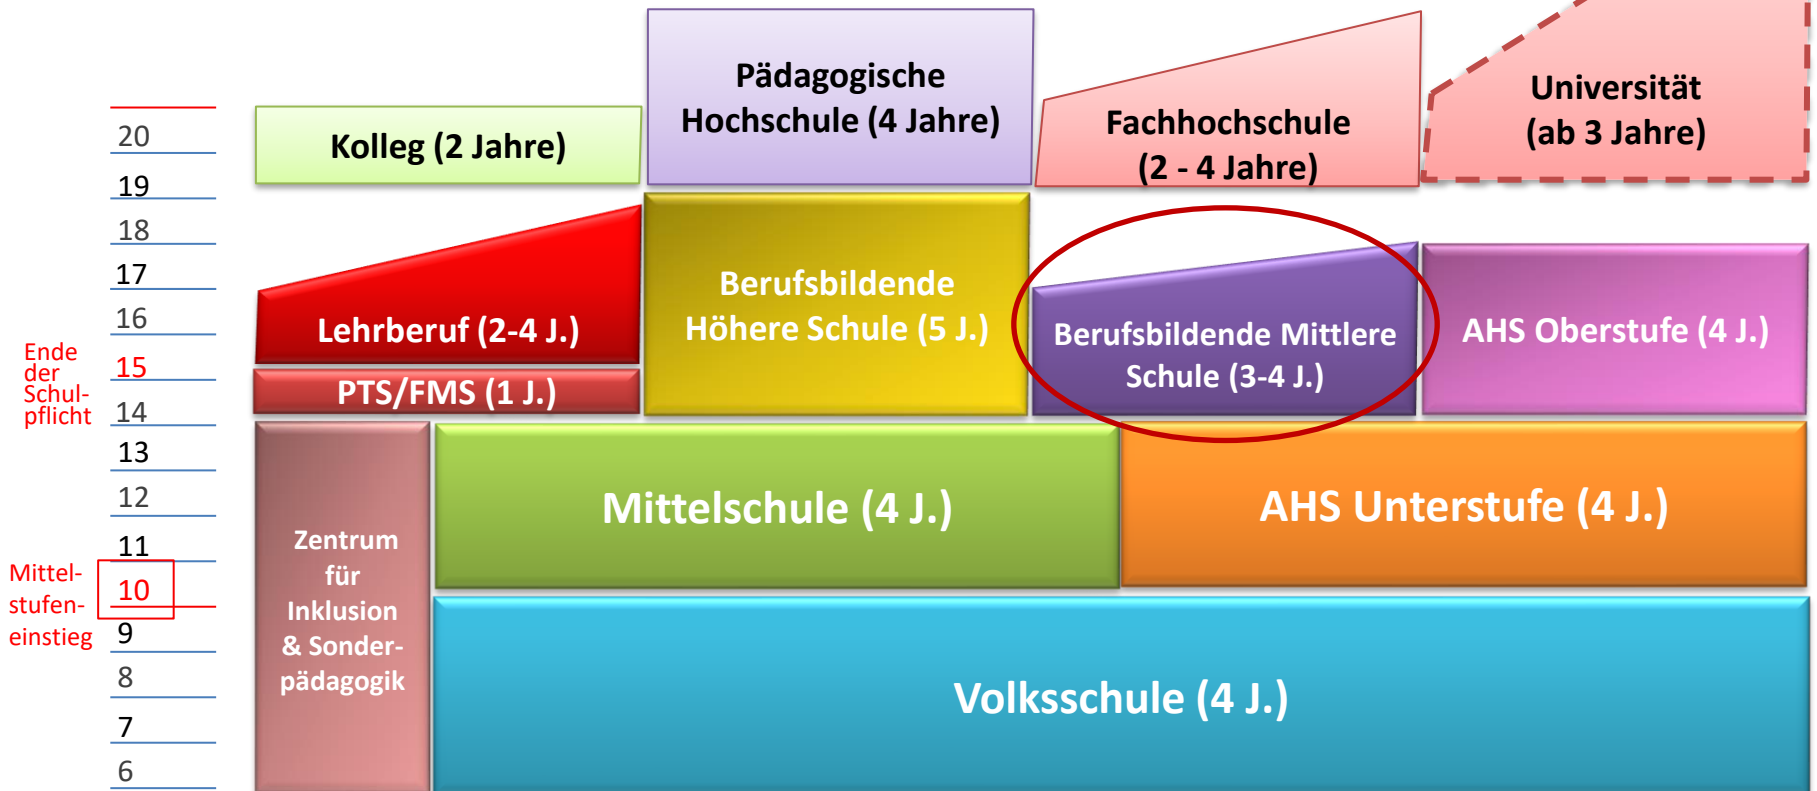 Pädagogische
Hochschule (4 Jahre)
Universität
(ab 3 Jahre)
Fachhochschule
(2 - 4 Jahre)
Kolleg (2 Jahre)
20
19
18
17
16
15
14
13
12
11
10
9
8
7
6
Ende
der
Schul-
pflicht
Mittel-
stufen-
einstieg
Lehrberuf (2-4 J.)
PTS/FMS (1 J.)
Berufsbildende
Höhere Schule (5 J.)
Berufsbildende Mittlere
Schule (3-4 J.)
AHS Oberstufe (4 J.)
Zentrum
für
Inklusion
& Sonder-
pädagogik
Mittelschule (4 J.)
AHS Unterstufe (4 J.)
Volksschule (4 J.)